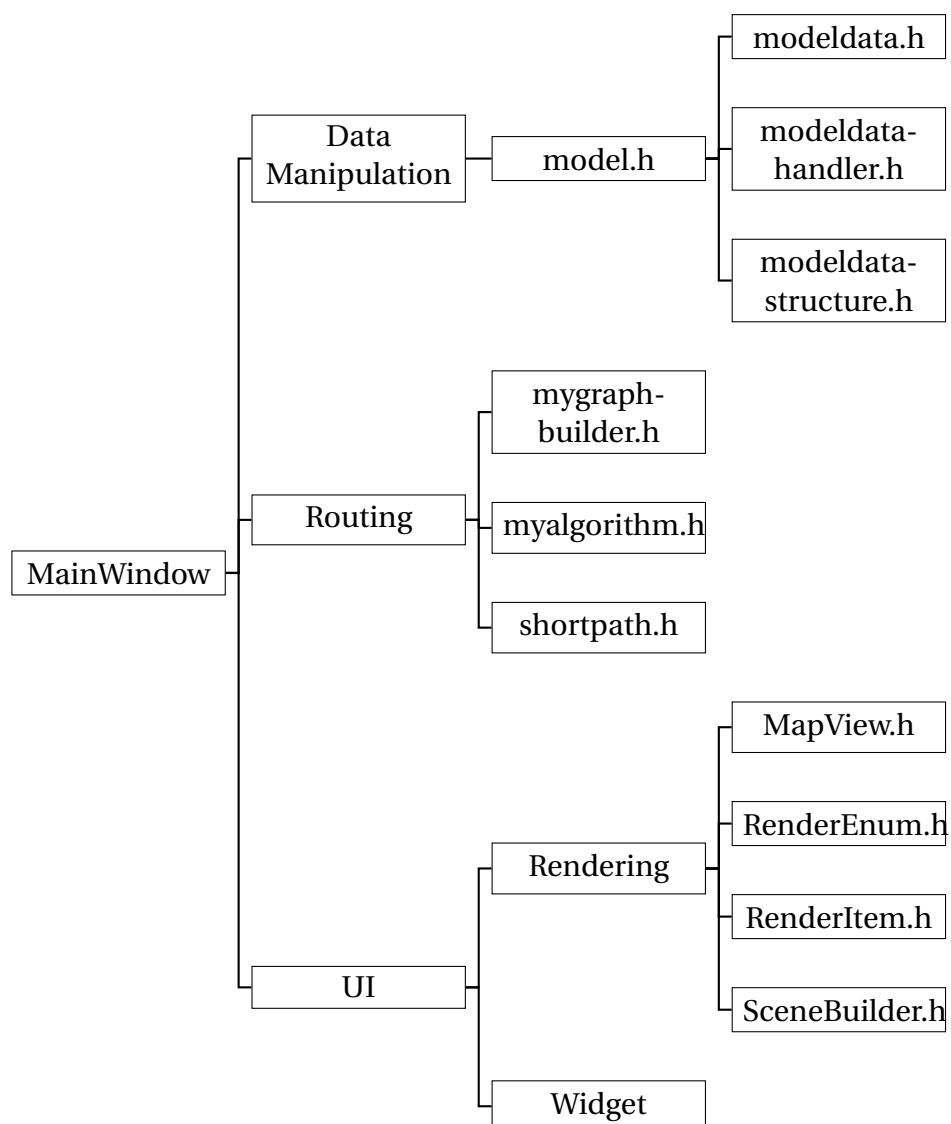 modeldata.h
Data
Manipulation
model.h
modeldata-
handler.h
modeldata-
structure.h
mygraph-
builder.h
Routing
myalgorithm.h
MainWindow
shortpath.h
MapView.h
RenderEnum.h
Rendering
RenderItem.h
UI
SceneBuilder.h
Widget